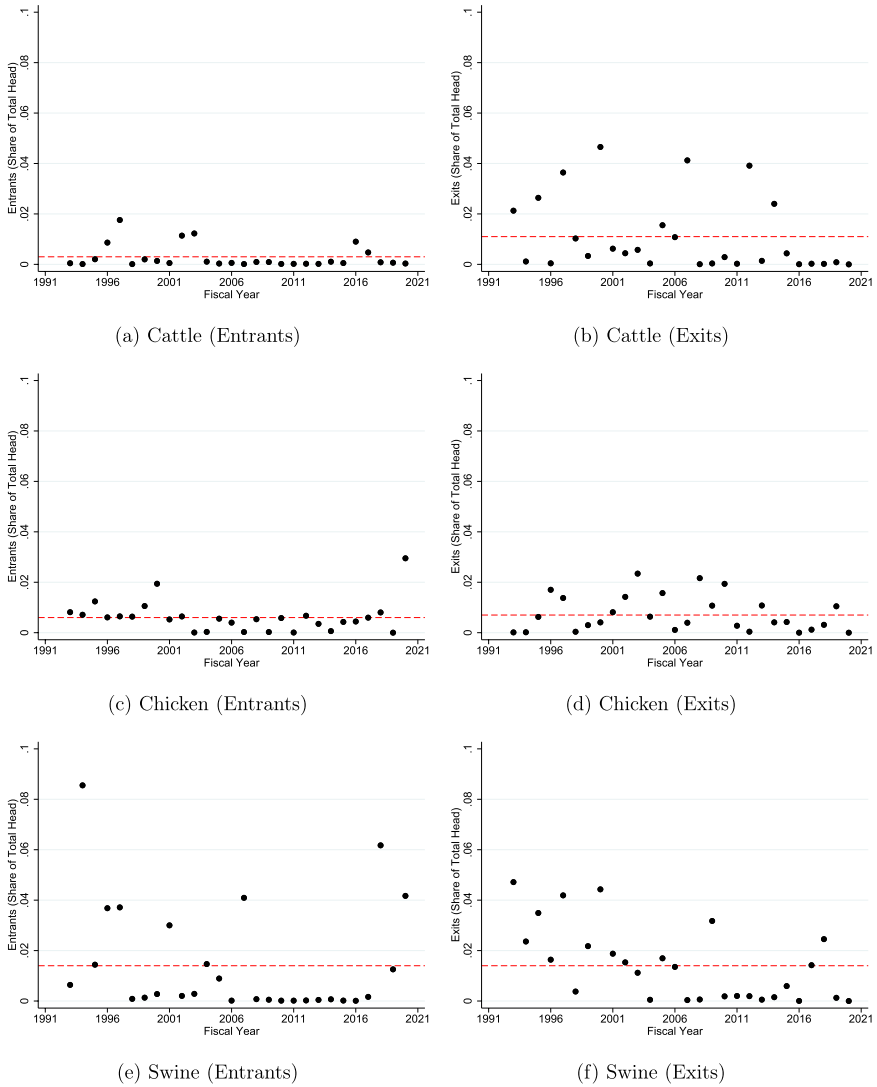 Entrants (Share of Total Head)
.1
.08
.06
.04
.02
0
1991 1996 2001 2006 2011 2016 2021
Fiscal Year
(a) Cattle (Entrants)
Exits (Share of Total Head)
.1
.08
.06
.04
.02
0
1991 1996 2001 2006 2011 2016 2021
Fiscal Year
(b) Cattle (Exits)
Entrants (Share of Total Head)
.1
.08
.06
.04
.02
0
1991 1996 2001 2006 2011 2016 2021
Fiscal Year
(c) Chicken (Entrants)
Exits (Share of Total Head)
.1
.08
.06
.04
.02
0
1991 1996 2001 2006 2011 2016 2021
Fiscal Year
(d) Chicken (Exits)
Entrants (Share of Total Head)
.1
.08
.06
.04
.02
0
1991 1996 2001 2006 2011 2016 2021
Fiscal Year
(e) Swine (Entrants)
Exits (Share of Total Head)
.1
.08
.06
.04
.02
0
1991 1996 2001 2006 2011 2016 2021
Fiscal Year
(f) Swine (Exits)